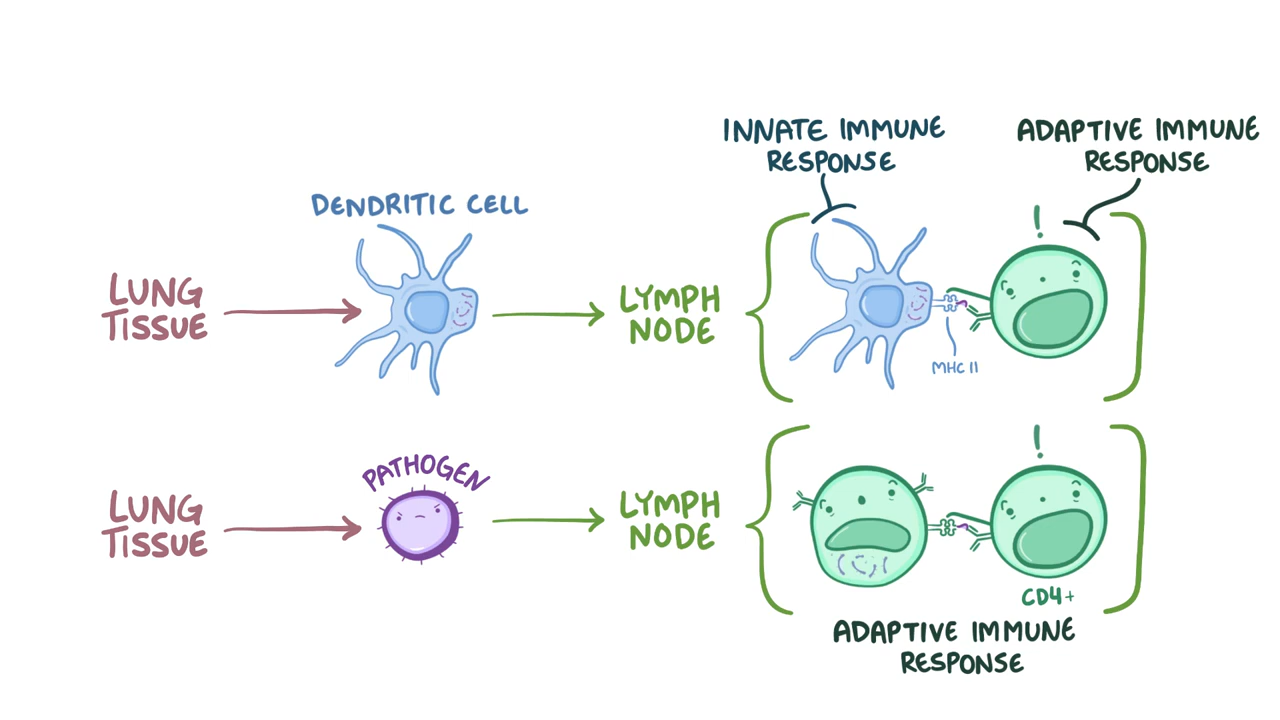 INNATE IMMUNE
RESPONSE
ADAPTIVE IMMUNE
RESPONSE
DENDRITIC CELL
LUNG
TISSUE
LYMPH
NODE
!
MHC II
PATHOGEN
LUNG
TISSUE
LYMPH
NODE
!
CD4+
ADAPTIVE IMMUNE
RESPONSE